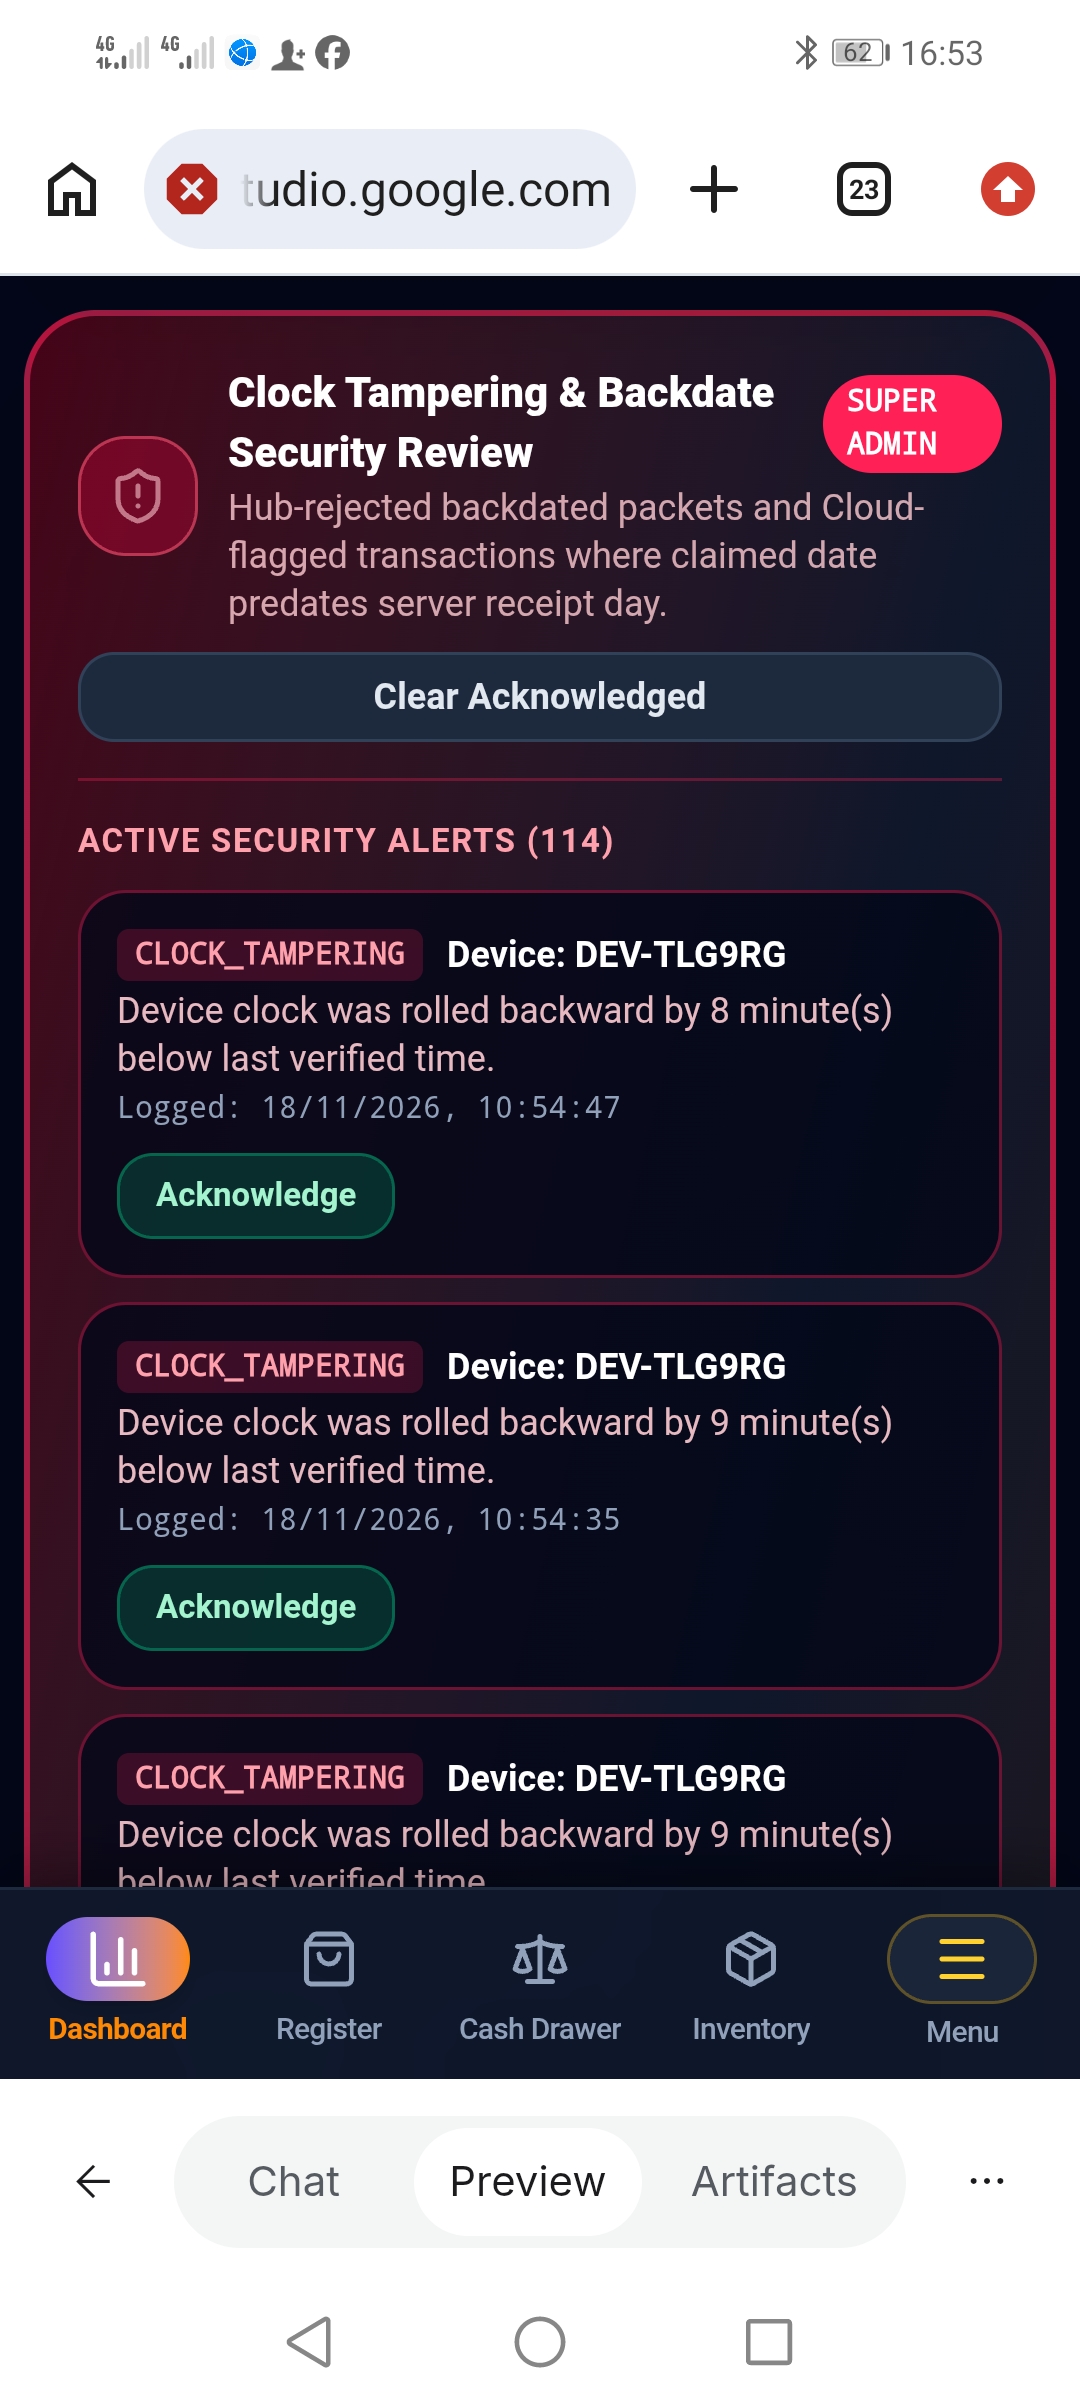 4G 4G 62 16:53
tudio.google.com 23
Clock Tampering & Backdate
Security Review
SUPER
ADMIN
Hub-rejected backdated packets and Cloud-
flagged transactions where claimed date
predates server receipt day.
Clear Acknowledged
ACTIVE SECURITY ALERTS (114)
CLOCK_TAMPERING Device: DEV-TLG9RG
Device clock was rolled backward by 8 minute(s)
below last verified time.
Logged: 18/11/2026, 10:54:47
Acknowledge
CLOCK_TAMPERING Device: DEV-TLG9RG
Device clock was rolled backward by 9 minute(s)
below last verified time.
Logged: 18/11/2026, 10:54:35
Acknowledge
CLOCK_TAMPERING Device: DEV-TLG9RG
Device clock was rolled backward by 9 minute(s)
below last verified time
Dashboard Register Cash Drawer Inventory Menu
Chat Preview Artifacts